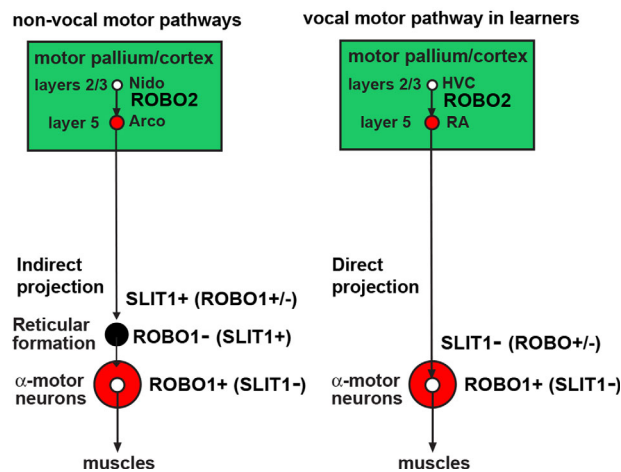 non-vocal motor pathways
motor pallium/cortex
layers 2/3 Nido
ROBO2
layer 5 Arco
Indirect
projection
SLIT1+ (ROBO1+/-)
Reticular
formation
ROBO1- (SLIT1+)
α-motor
neurons
ROBO1+ (SLIT1-)
muscles
vocal motor pathway in learners
motor pallium/cortex
layers 2/3 HVC
ROBO2
layer 5 RA
Direct
projection
SLIT1- (ROBO+/-)
α-motor
neurons
ROBO1+ (SLIT1-)
muscles